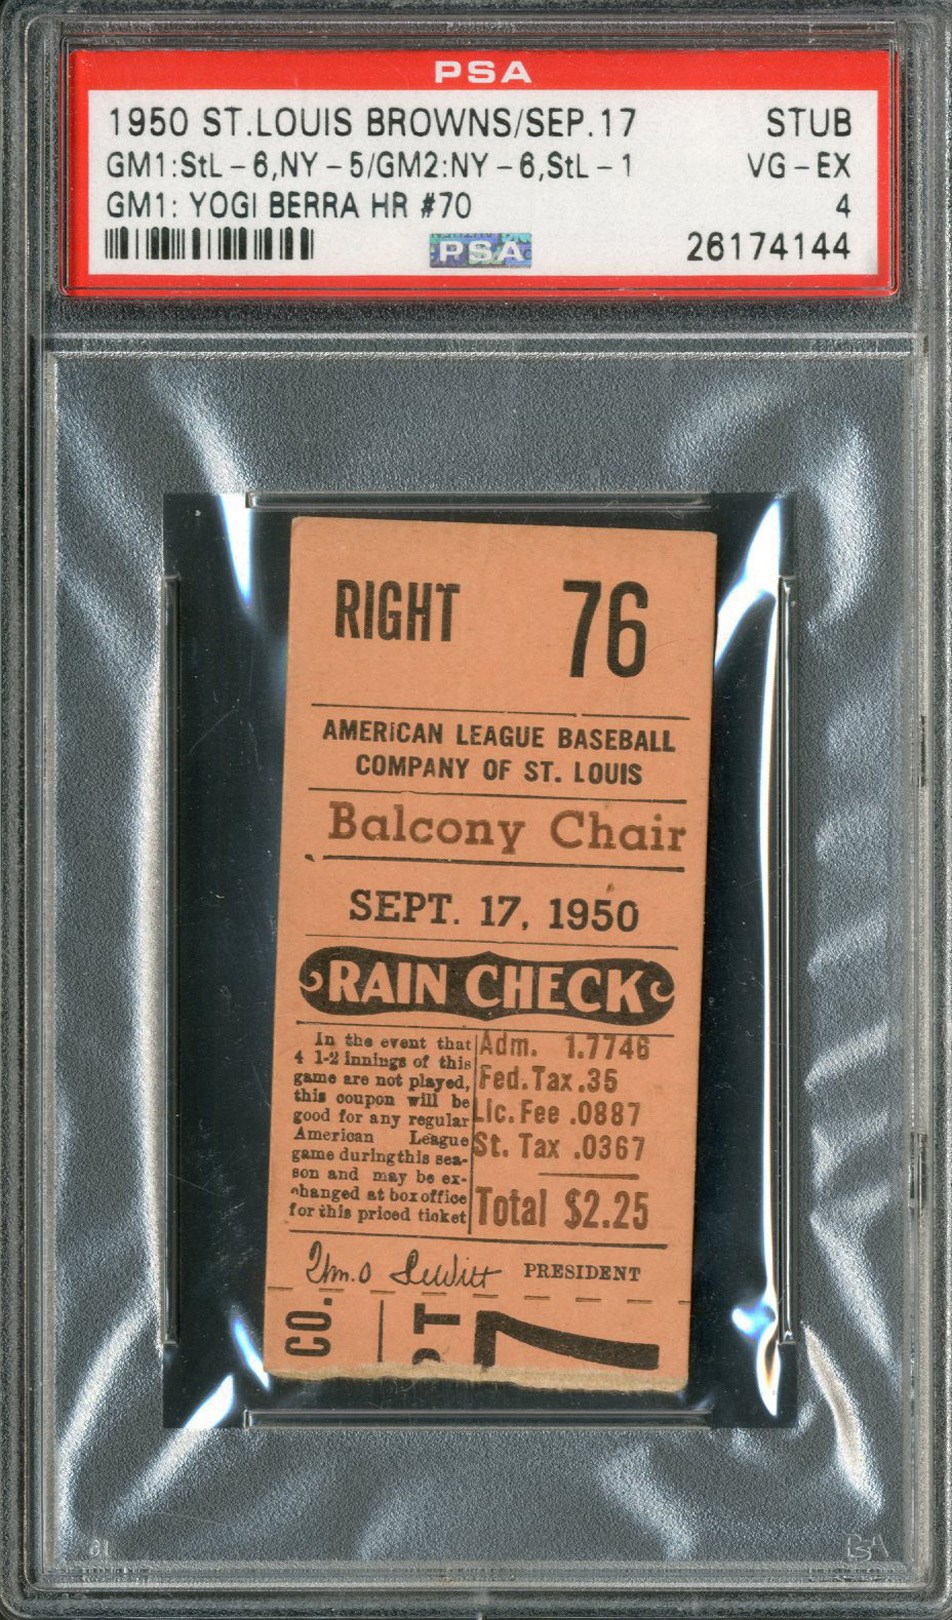 PSA
1950 ST.LOUIS BROWNS/SEP.17 STUB
GM1:StL-6,NY-5/GM2:NY-6,StL-1 VG-EX
GM1: YOGI BERRA HR #70 4
PSA 26174144
RIGHT 76
AMERICAN LEAGUE BASEBALL
COMPANY OF ST. LOUIS
Balcony Chair
SEPT. 17, 1950
RAIN CHECK
In the event that
4 1-2 innings of this
game are not played,
this coupon will be
good for any regular
American League
game during this sea-
son and may be ex-
changed at box office
for this priced ticket
Adm. 1.7746
Fed.Tax .35
Lic. Fee .0887
St. Tax .0367
Total $2.25
Wm. O DeWitt PRESIDENT
CO.
PT
7
PSA